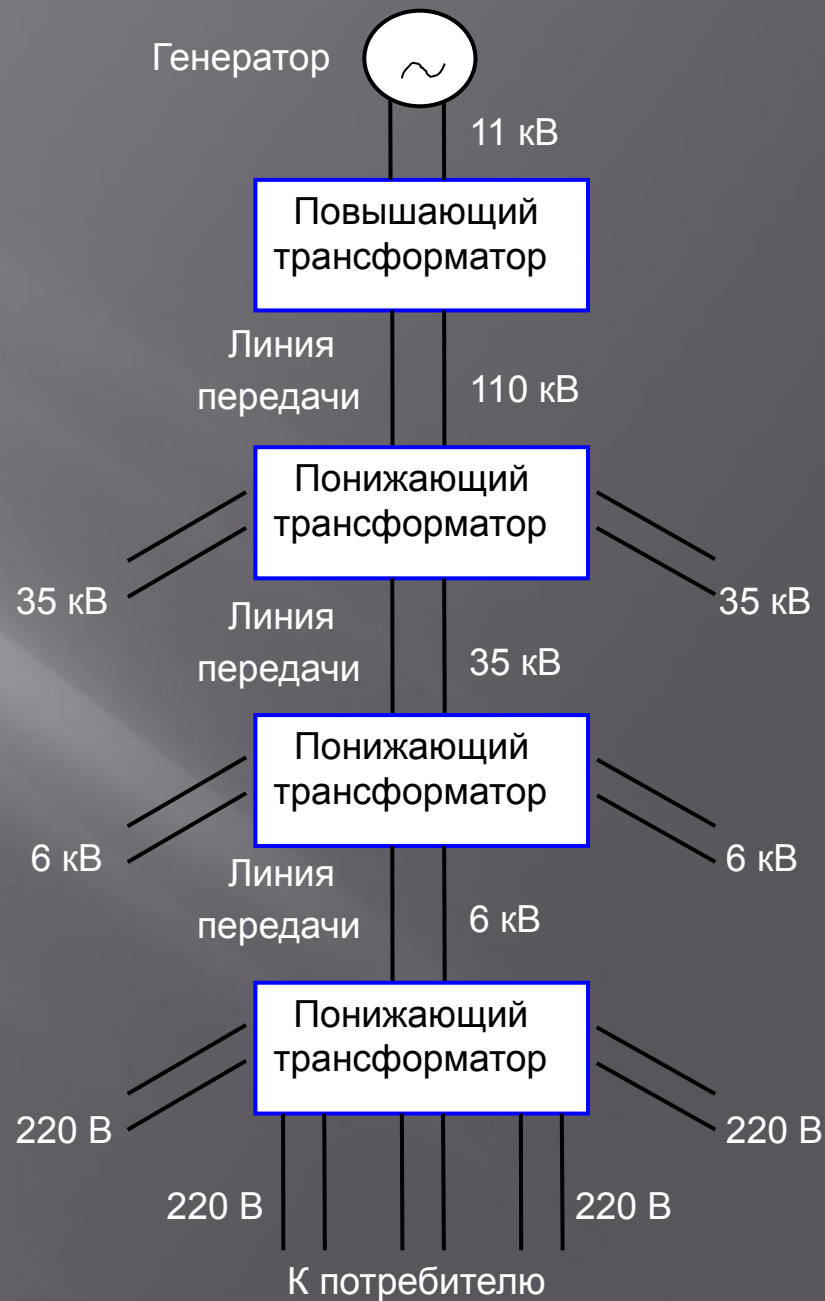 Генератор
11 кВ
Повышающий
трансформатор
Линия
передачи
110 кВ
Понижающий
трансформатор
35 кВ
35 кВ
Линия
передачи
35 кВ
Понижающий
трансформатор
6 кВ
6 кВ
Линия
передачи
6 кВ
Понижающий
трансформатор
220 В
220 В
220 В
220 В
К потребителю